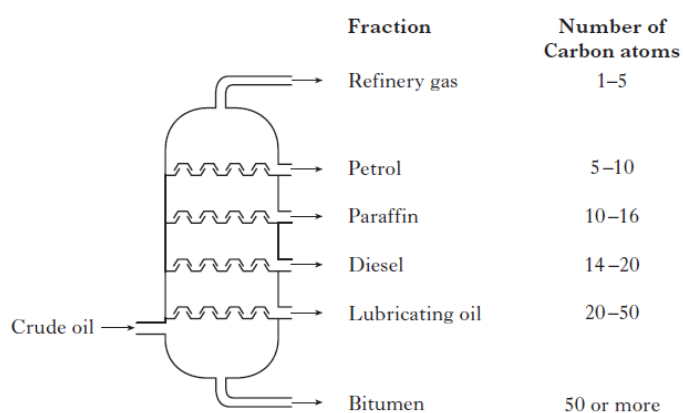 Fraction
Number of
Carbon atoms
Refinery gas 1–5
Petrol 5–10
Paraffin 10–16
Diesel 14–20
Lubricating oil 20–50
Crude oil
Bitumen 50 or more